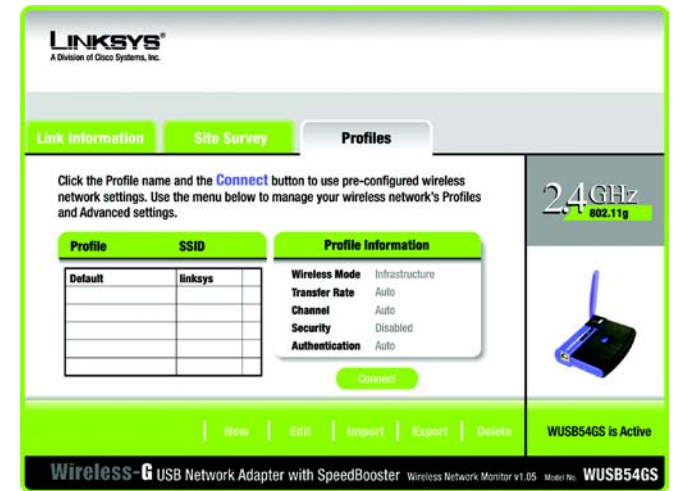 LINKSYS®
A Division of Cisco Systems, Inc.
Link Information
Site Survey
Profiles
Click the Profile name and the Connect button to use pre-configured wireless
network settings. Use the menu below to manage your wireless network's Profiles
and Advanced settings.
2,4GHz
802.11g
Profile SSID
Default linksys
Profile Information
Wireless Mode Infrastructure
Transfer Rate Auto
Channel Auto
Security Disabled
Authentication Auto
Connect
New | Edit | Import | Export | Delete
WUSB54GS is Active
Wireless-G USB Network Adapter with SpeedBooster Wireless Network Monitor v1.05 Model No. WUSB54GS